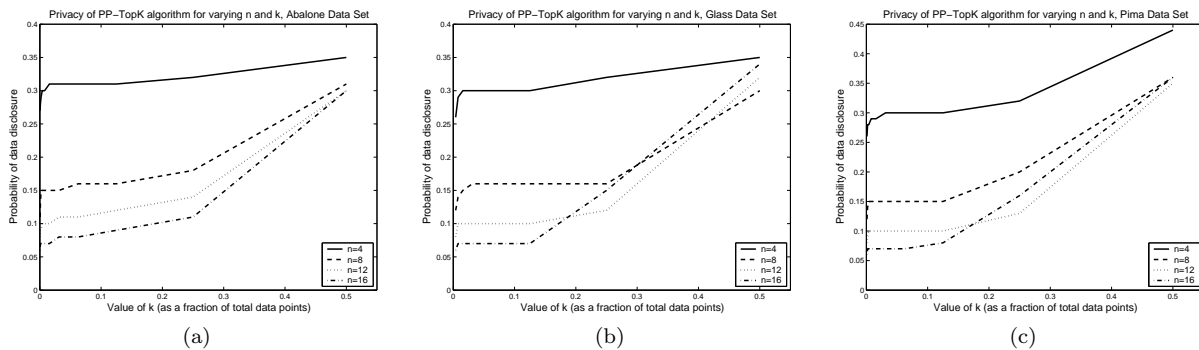 Privacy of PP−TopK algorithm for varying n and k, Abalone Data Set
0.4
0.35
0.3
0.25
0.2
0.15
0.1
0.05
0
Probability of data disclosure
0
0.1
0.2
0.3
0.4
0.5
Value of k (as a fraction of total data points)
n=4
n=8
n=12
n=16
(a)
Privacy of PP−TopK algorithm for varying n and k, Glass Data Set
0.4
0.35
0.3
0.25
0.2
0.15
0.1
0.05
0
Probability of data disclosure
0
0.1
0.2
0.3
0.4
0.5
Value of k (as a fraction of total data points)
n=4
n=8
n=12
n=16
(b)
Privacy of PP−TopK algorithm for varying n and k, Pima Data Set
0.45
0.4
0.35
0.3
0.25
0.2
0.15
0.1
0.05
0
Probability of data disclosure
0
0.1
0.2
0.3
0.4
0.5
Value of k (as a fraction of total data points)
n=4
n=8
n=12
n=16
(c)